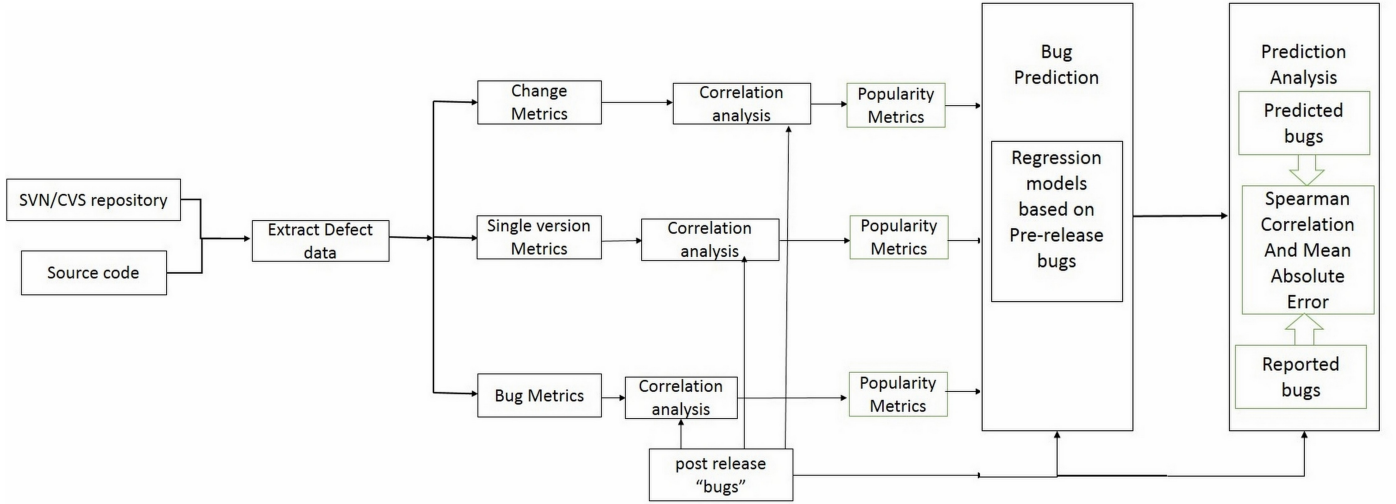 SVN/CVS repository
Source code
Extract Defect
data
Change
Metrics
Correlation
analysis
Popularity
Metrics
Single version
Metrics
Correlation
analysis
Popularity
Metrics
Bug Metrics
Correlation
analysis
Popularity
Metrics
post release
“bugs”
Bug
Prediction
Regression
models
based on
Pre-release
bugs
Prediction
Analysis
Predicted
bugs
Spearman
Correlation
And Mean
Absolute
Error
Reported
bugs